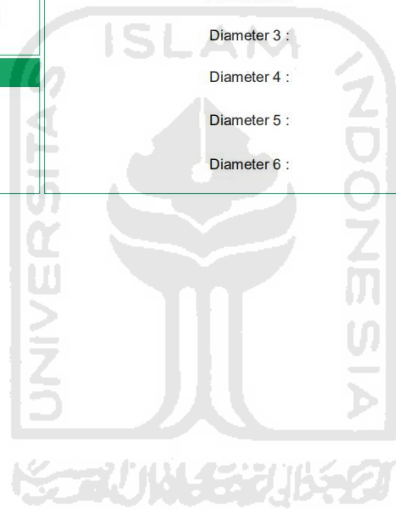 ISLAM
Diameter 3 :
Diameter 4 :
Diameter 5 :
Diameter 6 :
UNIVERSITAS
INDONESIA